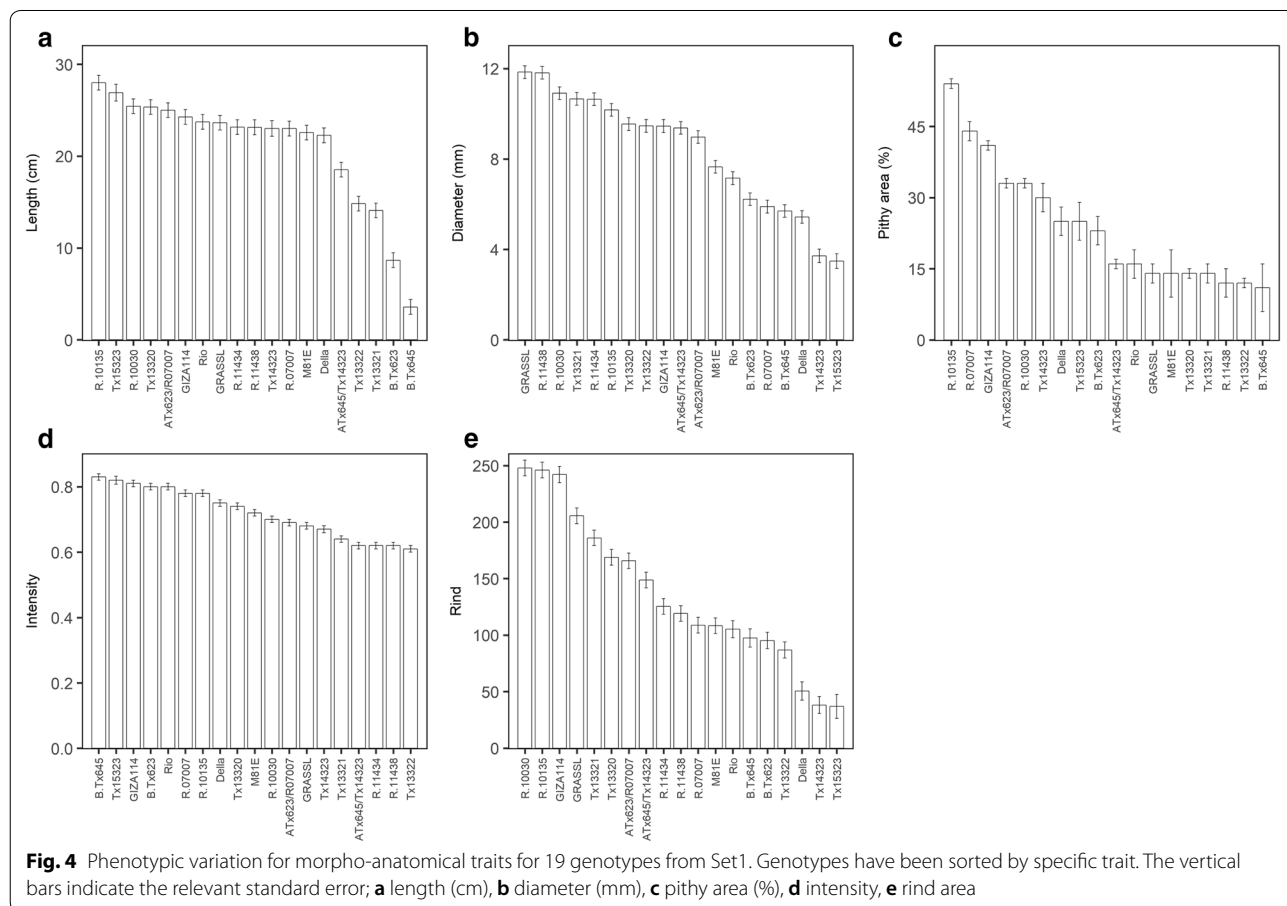 a
Length (cm)
30
20
10
0
R.10135
Tx15323
R.10030
Tx13320
ATx623/R07007
GIZA114
Rio
GRASSL
R.11434
R.11438
Tx14323
R.07007
M81E
Della
ATx645/Tx14323
Tx13322
Tx13321
B.Tx623
B.Tx645
b
Diameter (mm)
12
8
4
0
GRASSL
R.11438
R.10030
Tx13321
R.11434
R.10135
Tx13320
Tx13322
GIZA114
ATx645/Tx14323
ATx623/R07007
M81E
Rio
B.Tx623
R.07007
B.Tx645
Della
Tx14323
Tx15323
c
Pithy area (%)
45
30
15
0
R.10135
R.07007
GIZA114
ATx623/R07007
R.10030
Tx14323
Della
Tx15323
B.Tx623
ATx645/Tx14323
Rio
GRASSL
M81E
Tx13320
Tx13321
R.11438
Tx13322
B.Tx645
d
Intensity
0.8
0.6
0.4
0.2
0.0
B.Tx645
Tx15323
GIZA114
B.Tx623
Rio
R.07007
R.10135
Della
Tx13320
M81E
R.10030
ATx623/R07007
GRASSL
Tx14323
Tx13321
ATx645/Tx14323
R.11434
R.11438
Tx13322
e
Rind
250
200
150
100
50
0
R.10030
R.10135
GIZA114
GRASSL
Tx13321
Tx13320
ATx623/R07007
ATx645/Tx14323
R.11434
R.11438
R.07007
M81E
Rio
B.Tx645
B.Tx623
Tx13322
Della
Tx14323
Tx15323
Fig. 4 Phenotypic variation for morpho-anatomical traits for 19 genotypes from Set1. Genotypes have been sorted by specific trait. The vertical
bars indicate the relevant standard error; a length (cm), b diameter (mm), c pithy area (%), d intensity, e rind area